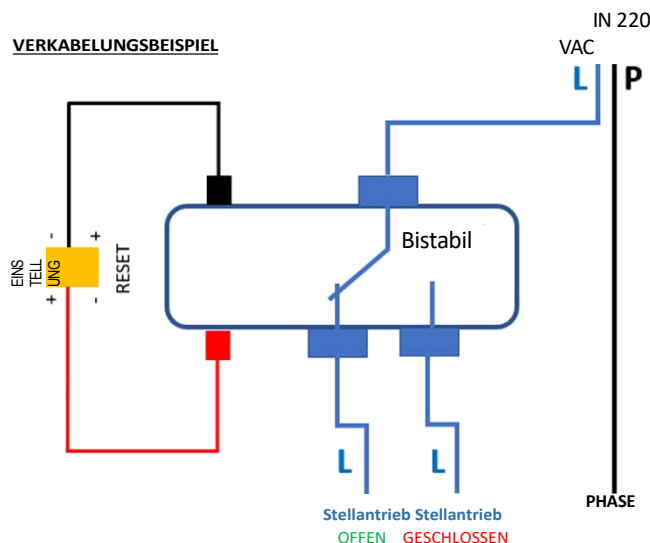 IN 220
VERKABELUNGSBEISPIEL
VAC
L P
Bistabil
- +
EINS
TELL
UNG
RESET
+ -
L L
PHASE
Stellantrieb Stellantrieb
OFFEN GESCHLOSSEN